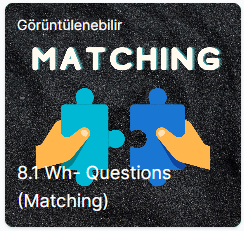 Görüntülenebilir
MATCHING
8.1 Wh- Questions
(Matching)